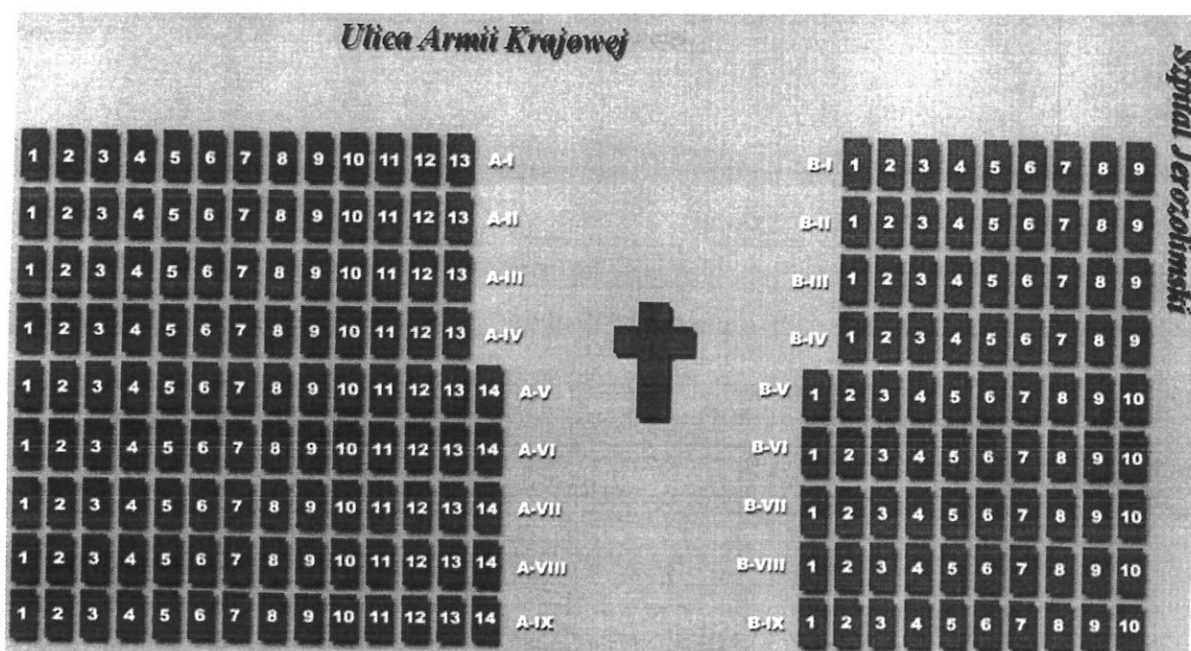 Ulica Armii Krajowej
Szpital Jerozolimski
1 2 3 4 5 6 7 8 9 10 11 12 13 A-I B-I 1 2 3 4 5 6 7 8 9
1 2 3 4 5 6 7 8 9 10 11 12 13 A-II B-II 1 2 3 4 5 6 7 8 9
1 2 3 4 5 6 7 8 9 10 11 12 13 A-III B-III 1 2 3 4 5 6 7 8 9
1 2 3 4 5 6 7 8 9 10 11 12 13 A-IV B-IV 1 2 3 4 5 6 7 8 9
1 2 3 4 5 6 7 8 9 10 11 12 13 14 A-V B-V 1 2 3 4 5 6 7 8 9 10
1 2 3 4 5 6 7 8 9 10 11 12 13 14 A-VI B-VI 1 2 3 4 5 6 7 8 9 10
1 2 3 4 5 6 7 8 9 10 11 12 13 14 A-VII B-VII 1 2 3 4 5 6 7 8 9 10
1 2 3 4 5 6 7 8 9 10 11 12 13 14 A-VIII B-VIII 1 2 3 4 5 6 7 8 9 10
1 2 3 4 5 6 7 8 9 10 11 12 13 14 A-IX B-IX 1 2 3 4 5 6 7 8 9 10